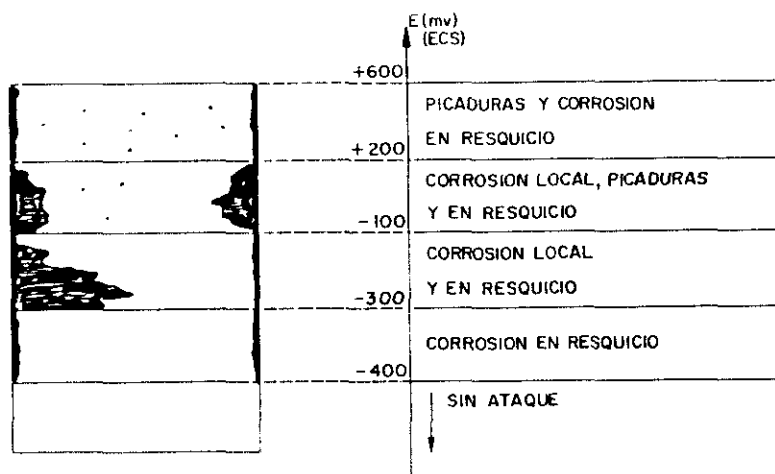 E (mv)
(ECS)
+600
PICADURAS Y CORROSION
EN RESQUICIO
+200
CORROSION LOCAL, PICADURAS
Y EN RESQUICIO
-100
CORROSION LOCAL
Y EN RESQUICIO
-300
CORROSION EN RESQUICIO
-400
SIN ATAQUE